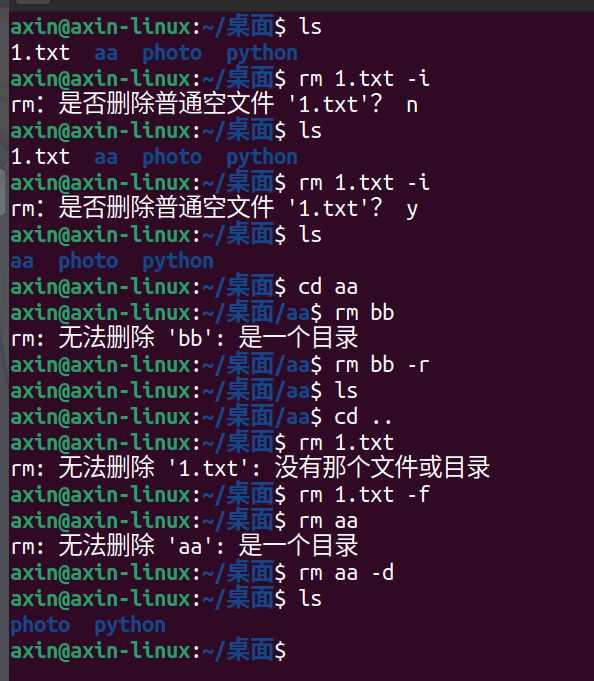 axin@axin-linux:~/桌面$ ls
1.txt  aa  photo  python
axin@axin-linux:~/桌面$ rm 1.txt -i
rm：是否删除普通空文件 '1.txt'？ n
axin@axin-linux:~/桌面$ ls
1.txt  aa  photo  python
axin@axin-linux:~/桌面$ rm 1.txt -i
rm：是否删除普通空文件 '1.txt'？ y
axin@axin-linux:~/桌面$ ls
aa  photo  python
axin@axin-linux:~/桌面$ cd aa
axin@axin-linux:~/桌面/aa$ rm bb
rm: 无法删除 'bb': 是一个目录
axin@axin-linux:~/桌面/aa$ rm bb -r
axin@axin-linux:~/桌面/aa$ ls
axin@axin-linux:~/桌面/aa$ cd ..
axin@axin-linux:~/桌面$ rm 1.txt
rm: 无法删除 '1.txt': 没有那个文件或目录
axin@axin-linux:~/桌面$ rm 1.txt -f
axin@axin-linux:~/桌面$ rm aa
rm: 无法删除 'aa': 是一个目录
axin@axin-linux:~/桌面$ rm aa -d
axin@axin-linux:~/桌面$ ls
photo  python
axin@axin-linux:~/桌面$